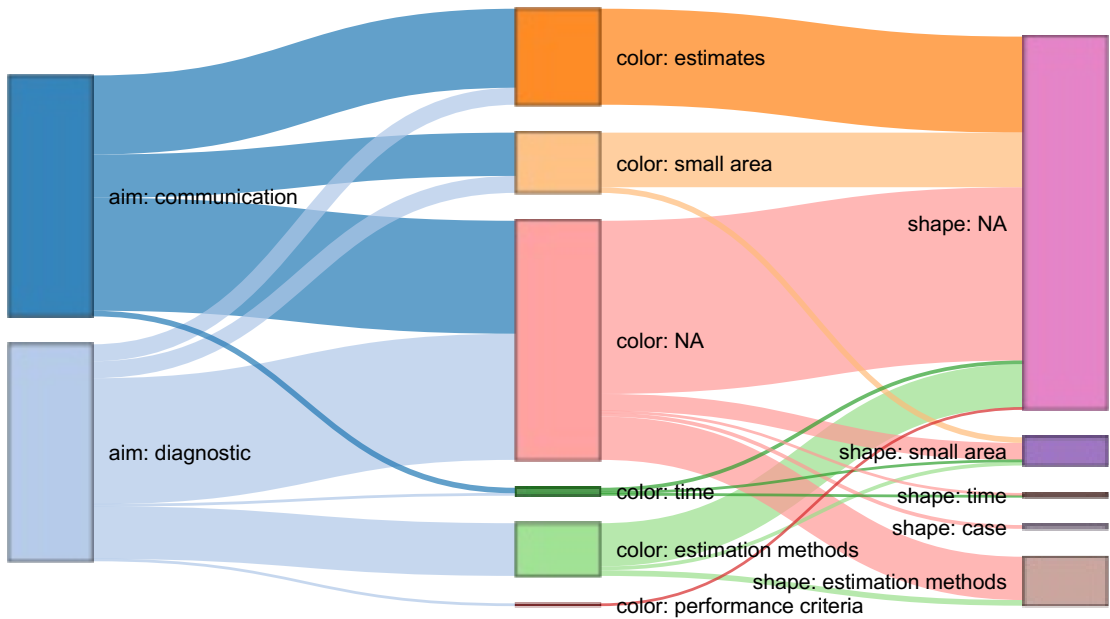 aim: communication
aim: diagnostic
color: estimates
color: small area
color: NA
color: time
color: estimation methods
color: performance criteria
shape: NA
shape: small area
shape: time
shape: case
shape: estimation methods